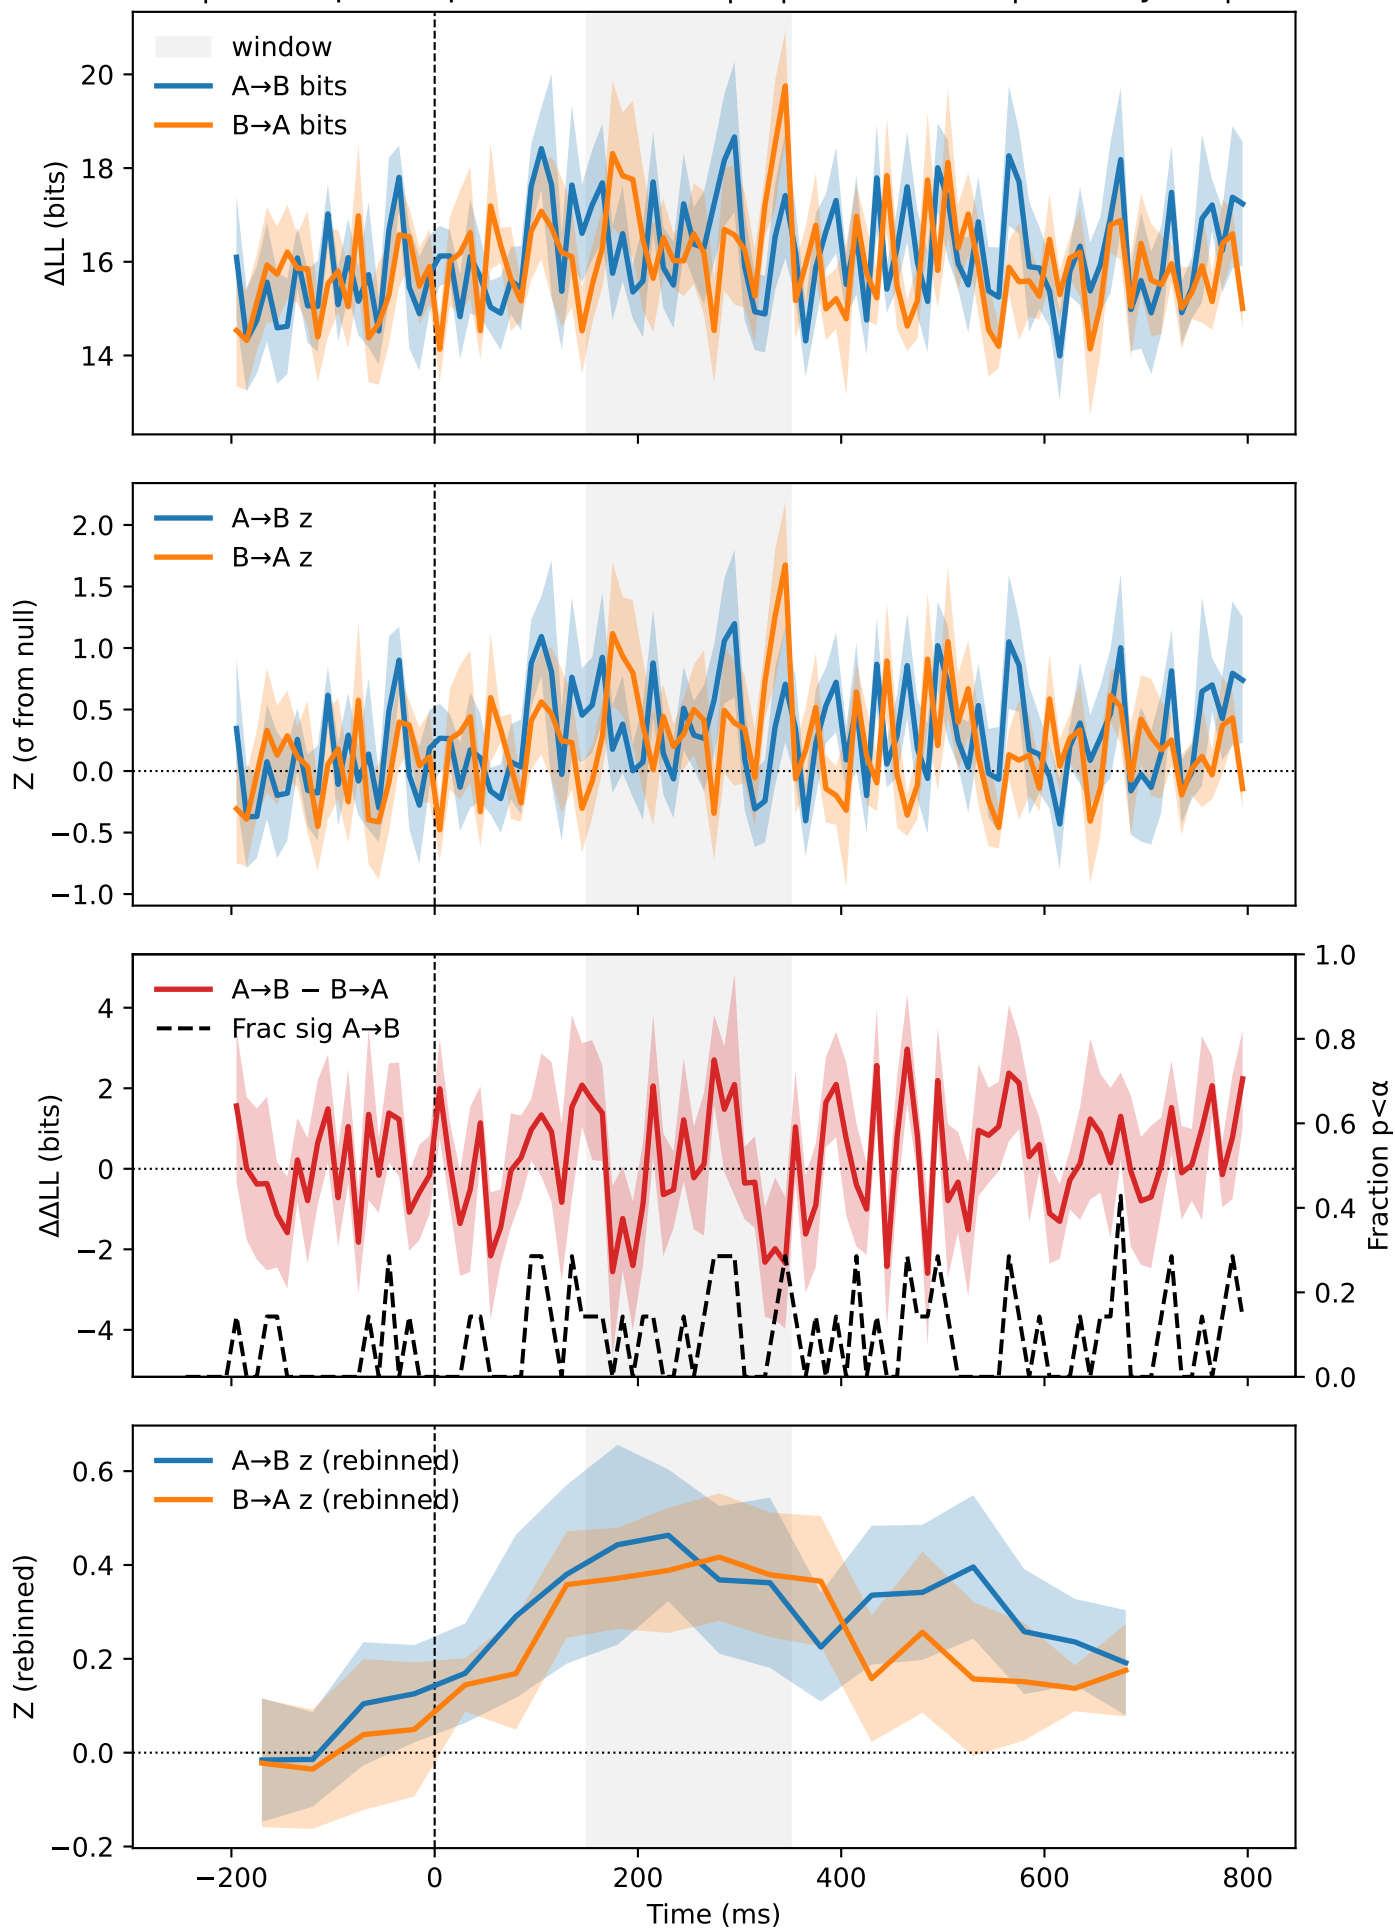 window
A→B bits
B→A bits
ΔLL (bits)
20
18
16
14
A→B z
B→A z
Z (σ from null)
2.0
1.5
1.0
0.5
0.0
−0.5
−1.0
A→B − B→A
Frac sig A→B
ΔΔLL (bits)
4
2
0
−2
−4
1.0
0.8
0.6
0.4
0.2
0.0
Fraction p<α
A→B z (rebinned)
B→A z (rebinned)
Z (rebinned)
0.6
0.4
0.2
0.0
−0.2
−200
0
200
400
600
800
Time (ms)